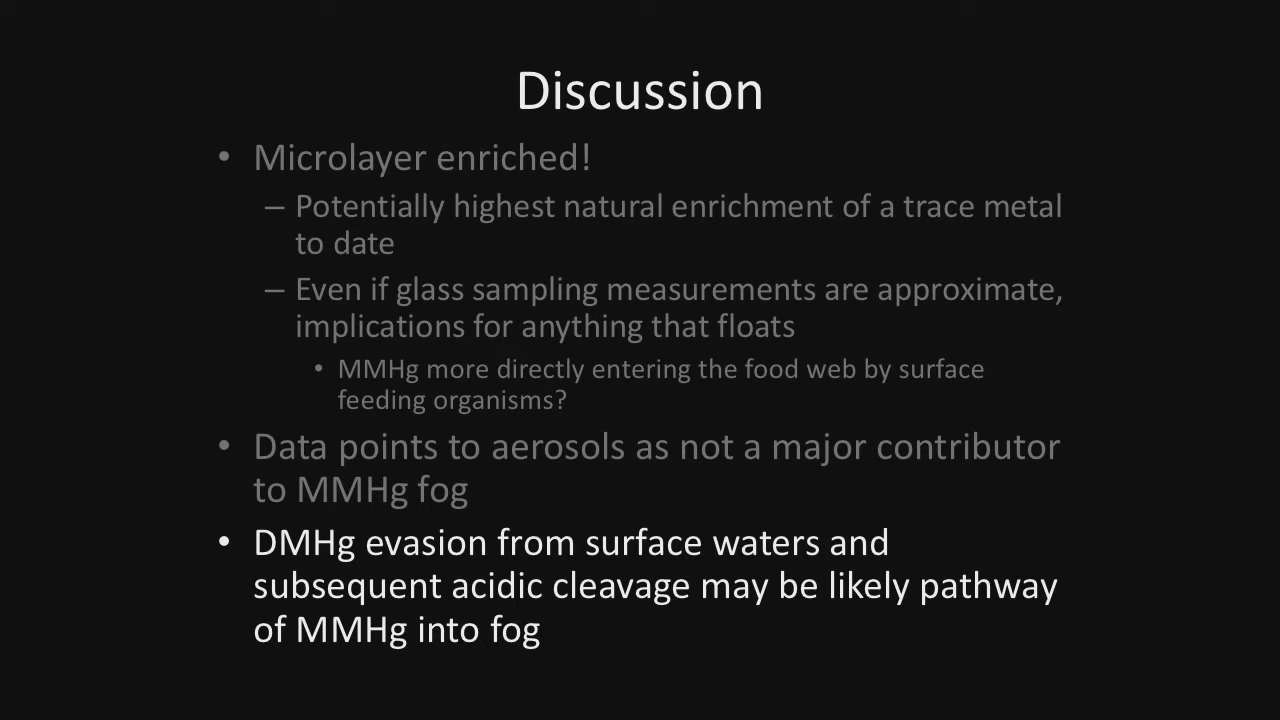 Discussion
• Microlayer enriched!
– Potentially highest natural enrichment of a trace metal
to date
– Even if glass sampling measurements are approximate,
implications for anything that floats
• MMHg more directly entering the food web by surface
feeding organisms?
• Data points to aerosols as not a major contributor
to MMHg fog
• DMHg evasion from surface waters and
subsequent acidic cleavage may be likely pathway
of MMHg into fog